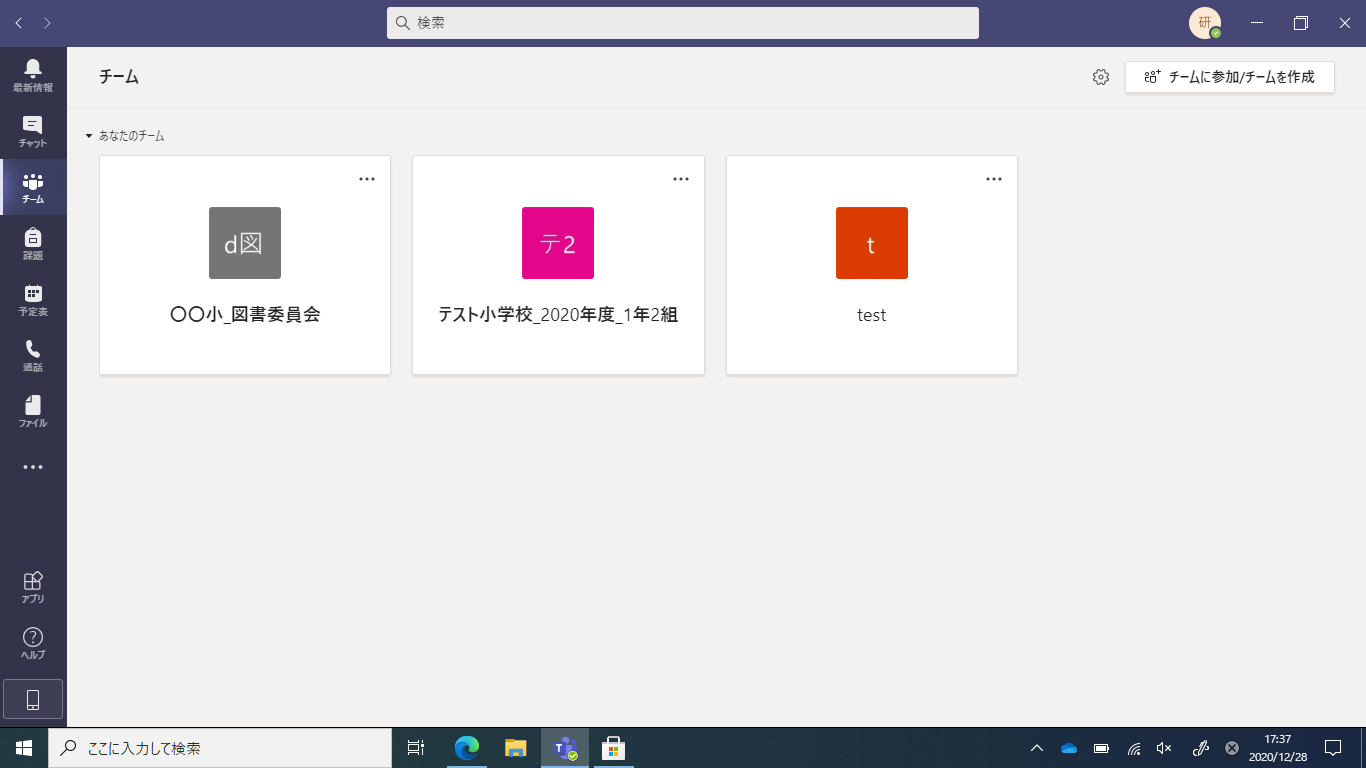 検索
研
最新情報
チャット
チーム
課題
予定表
通話
ファイル
アプリ
ヘルプ
チーム
チームに参加/チームを作成
あなたのチーム
d図
〇〇小_図書委員会
テ2
テスト小学校_2020年度_1年2組
t
test
ここに入力して検索
17:37
2020/12/28